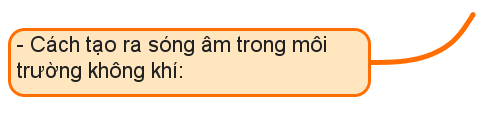 - Cách tạo ra sóng âm trong môi
trường không khí: